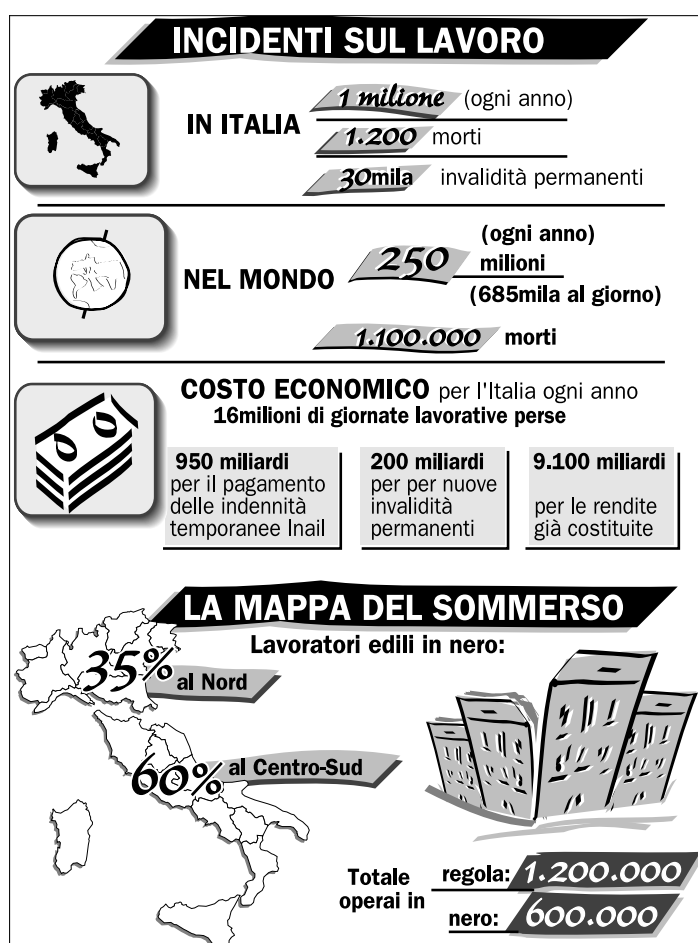 INCIDENTI SUL LAVORO
IN ITALIA
1 milione (ogni anno)
1.200 morti
30mila invalidità permanenti
NEL MONDO
250
(ogni anno)
milioni
(685mila al giorno)
1.100.000 morti
COSTO ECONOMICO per l'Italia ogni anno
16milioni di giornate lavorative perse
950 miliardi
per il pagamento
delle indennità
temporanee Inail
200 miliardi
per per nuove
invalidità
permanenti
9.100 miliardi
per le rendite
già costituite
LA MAPPA DEL SOMMERSO
Lavoratori edili in nero:
35% al Nord
60% al Centro-Sud
Totale
operai in
regola: 1.200.000
nero: 600.000